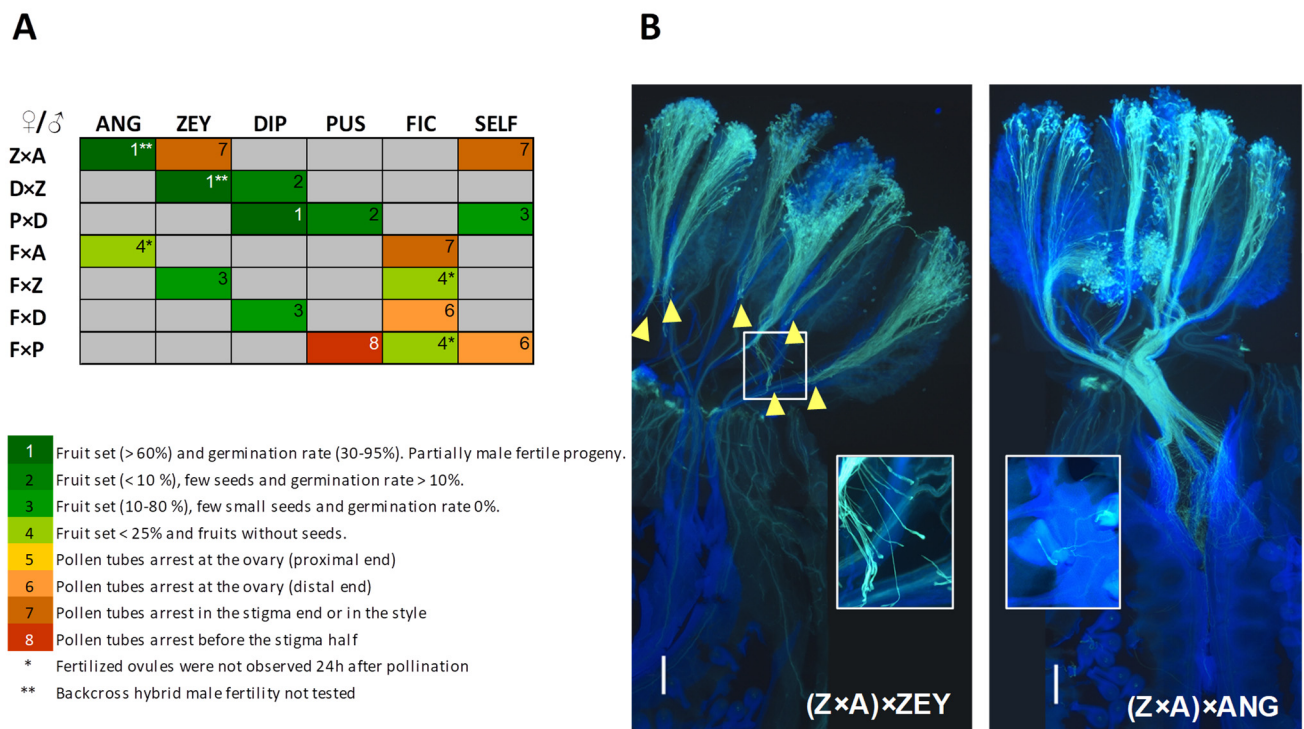 A
B
♀/♂ ANG ZEY DIP PUS FIC SELF
Z×A 1** 7 7
D×Z 1** 2
P×D 1 2 3
F×A 4* 7
F×Z 3 4*
F×D 3 6
F×P 8 4* 6
1 Fruit set (> 60%) and germination rate (30-95%). Partially male fertile progeny.
2 Fruit set (< 10 %), few seeds and germination rate > 10%.
3 Fruit set (10-80 %), few small seeds and germination rate 0%.
4 Fruit set < 25% and fruits without seeds.
5 Pollen tubes arrest at the ovary (proximal end)
6 Pollen tubes arrest at the ovary (distal end)
7 Pollen tubes arrest in the stigma end or in the style
8 Pollen tubes arrest before the stigma half
* Fertilized ovules were not observed 24h after pollination
** Backcross hybrid male fertility not tested
(Z×A)×ZEY
(Z×A)×ANG